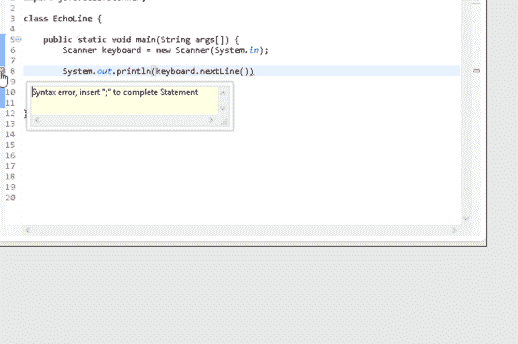 2
3 class EchoLine {
4
5 public static void main(String args[]) {
6 Scanner keyboard = new Scanner(System.in);
7
8 System.out.println(keyboard.nextLine())
9
10 Syntax error, insert ";" to complete Statement
11
12 }
13
14
15
16
17
18
19
20